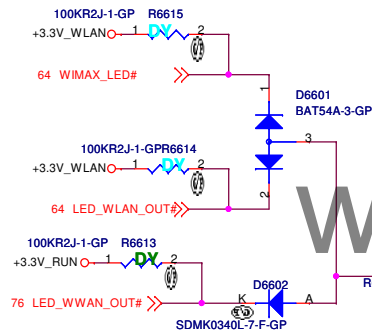 100KR2J-1-GP R6615
+3.3V_WLAN 1 DY 2
64 WIMAX_LED#
1
D6601
BAT54A-3-GP
3
100KR2J-1-GPR6614
+3.3V_WLAN 1 DY 2
2
64 LED_WLAN_OUT#
W
100KR2J-1-GP R6613
+3.3V_RUN 1 DY 2
R
D6602
76 LED_WWAN_OUT# K A
SDMK0340L-7-F-GP